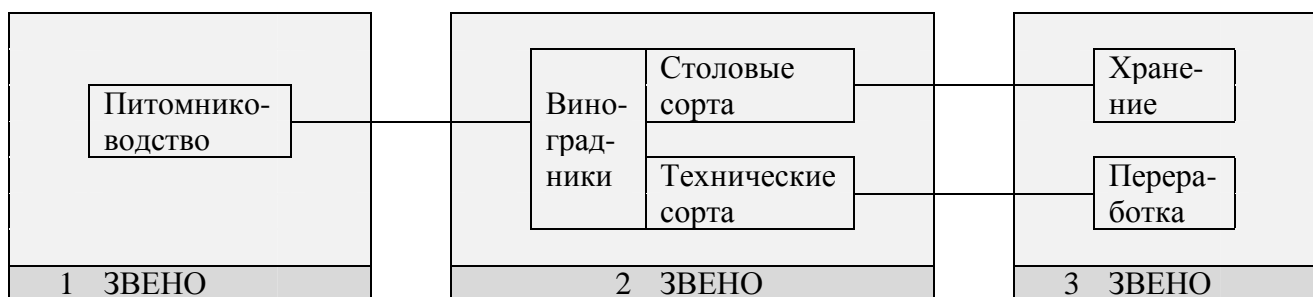 Питомнико-
водство
Вино-
град-
ники
Столовые
сорта
Технические
сорта
Хране-
ние
Перера-
ботка
1 ЗВЕНО
2 ЗВЕНО
3 ЗВЕНО